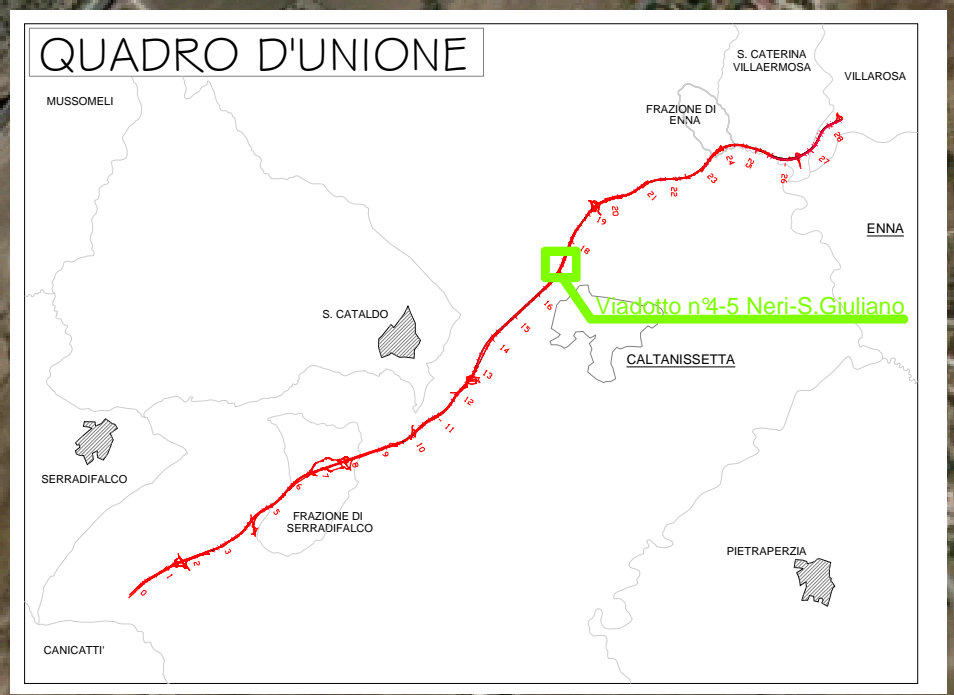 QUADRO D'UNIONE
S. CATERINA
VILLAERMOSA
VILLAROSA
MUSSOMELI
FRAZIONE DI
ENNA
28
27
26
25
24
23
22
21
20
19
ENNA
18
Viadotto n°4-5 Neri-S.Giuliano
16
S. CATALDO
15
14
CALTANISSETTA
13
12
11
10
9
8
7
6
SERRADIFALCO
5
FRAZIONE DI
SERRADIFALCO
3
2
1
0
PIETRAPERZIA
CANICATTI'